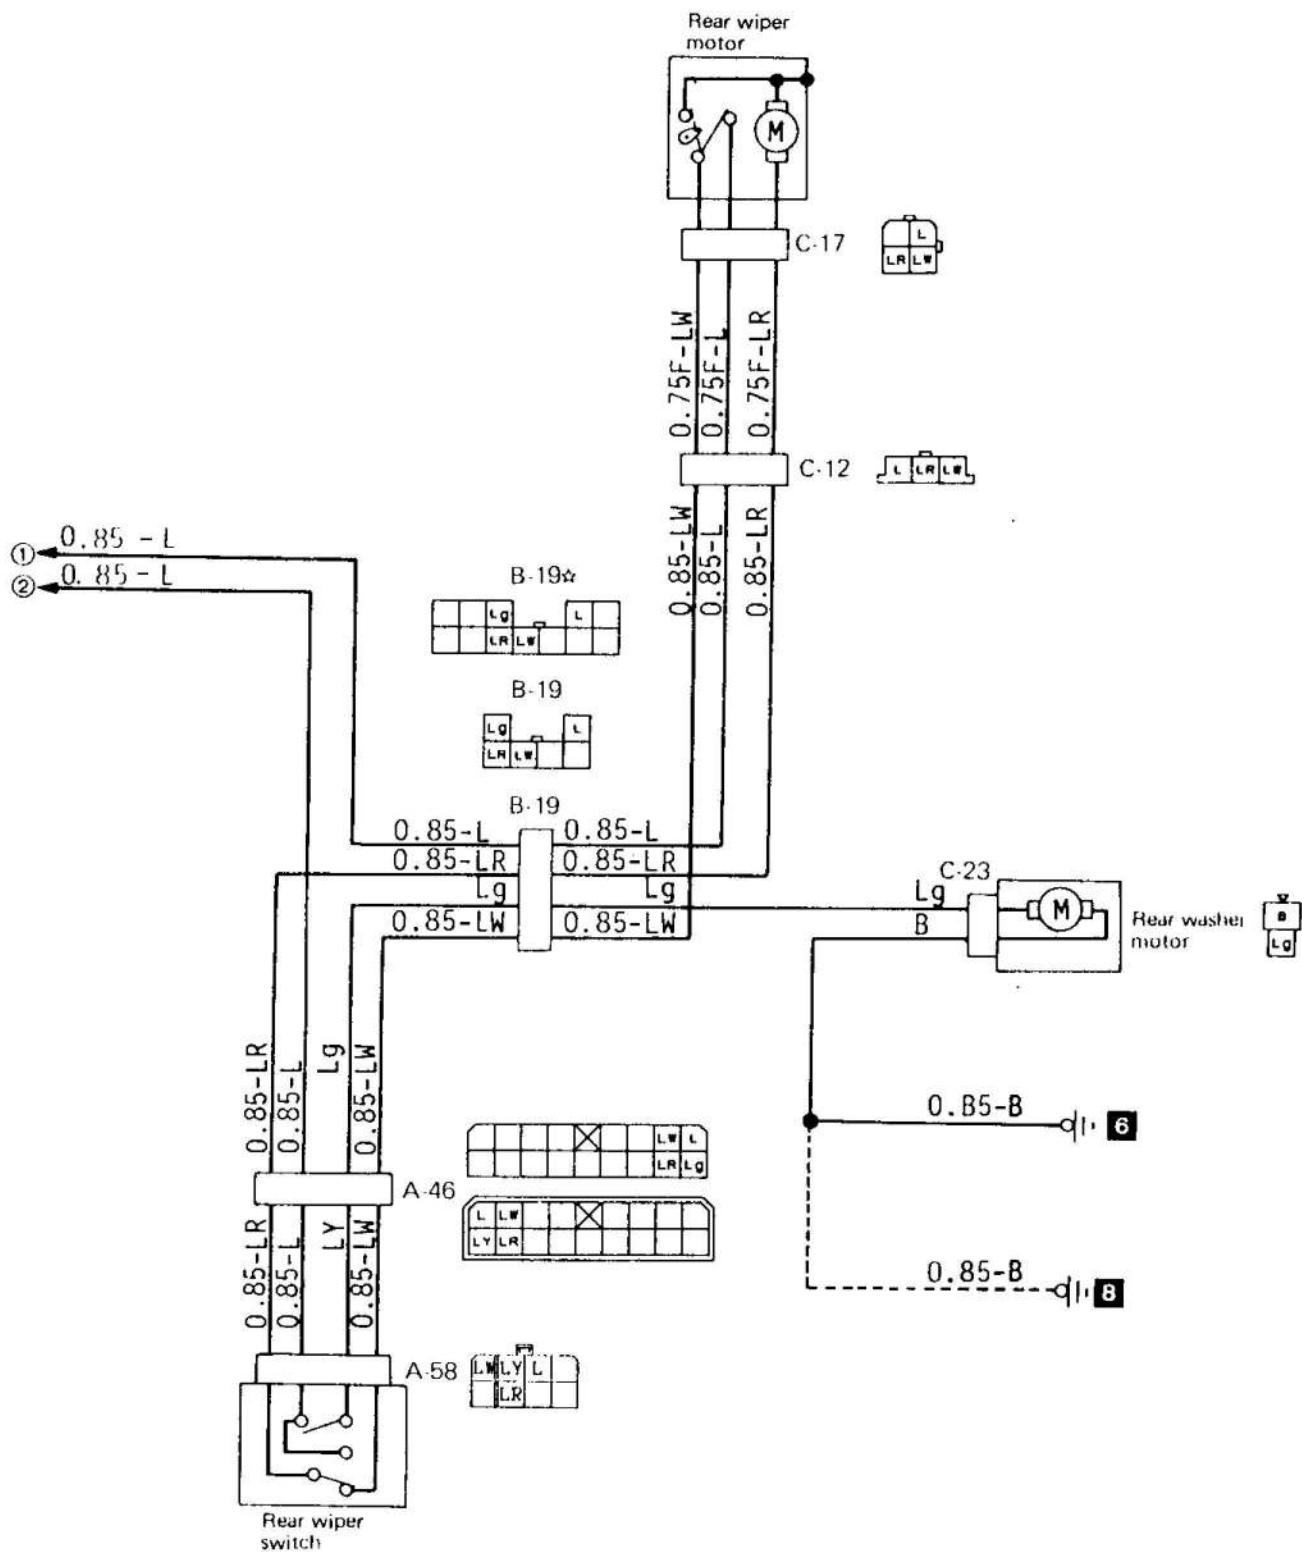 Rear wiper
motor
M
C-17
L
LR LW
0.75F-LW
0.75F-L
0.75F-LR
C-12
L LR LW
0.85-LW
0.85-L
0.85-LR
① 0.85-L
② 0.85-L
B-19☆
Lg L
LR LW
B-19
Lg L
LR LW
B-19
0.85-L 0.85-L
0.85-LR 0.85-LR
Lg Lg
0.85-LW 0.85-LW
C-23
Lg
B
M
Rear washer
motor
B
Lg
0.85-LR
0.85-L
Lg
0.85-LW
0.B5-B
6
A-46
LW L
LR Lg
L LW
LY LR
0.85-LR
0.85-L
LY
0.85-LW
0.85-B
8
A-58
LW LY L
LR
Rear wiper
switch